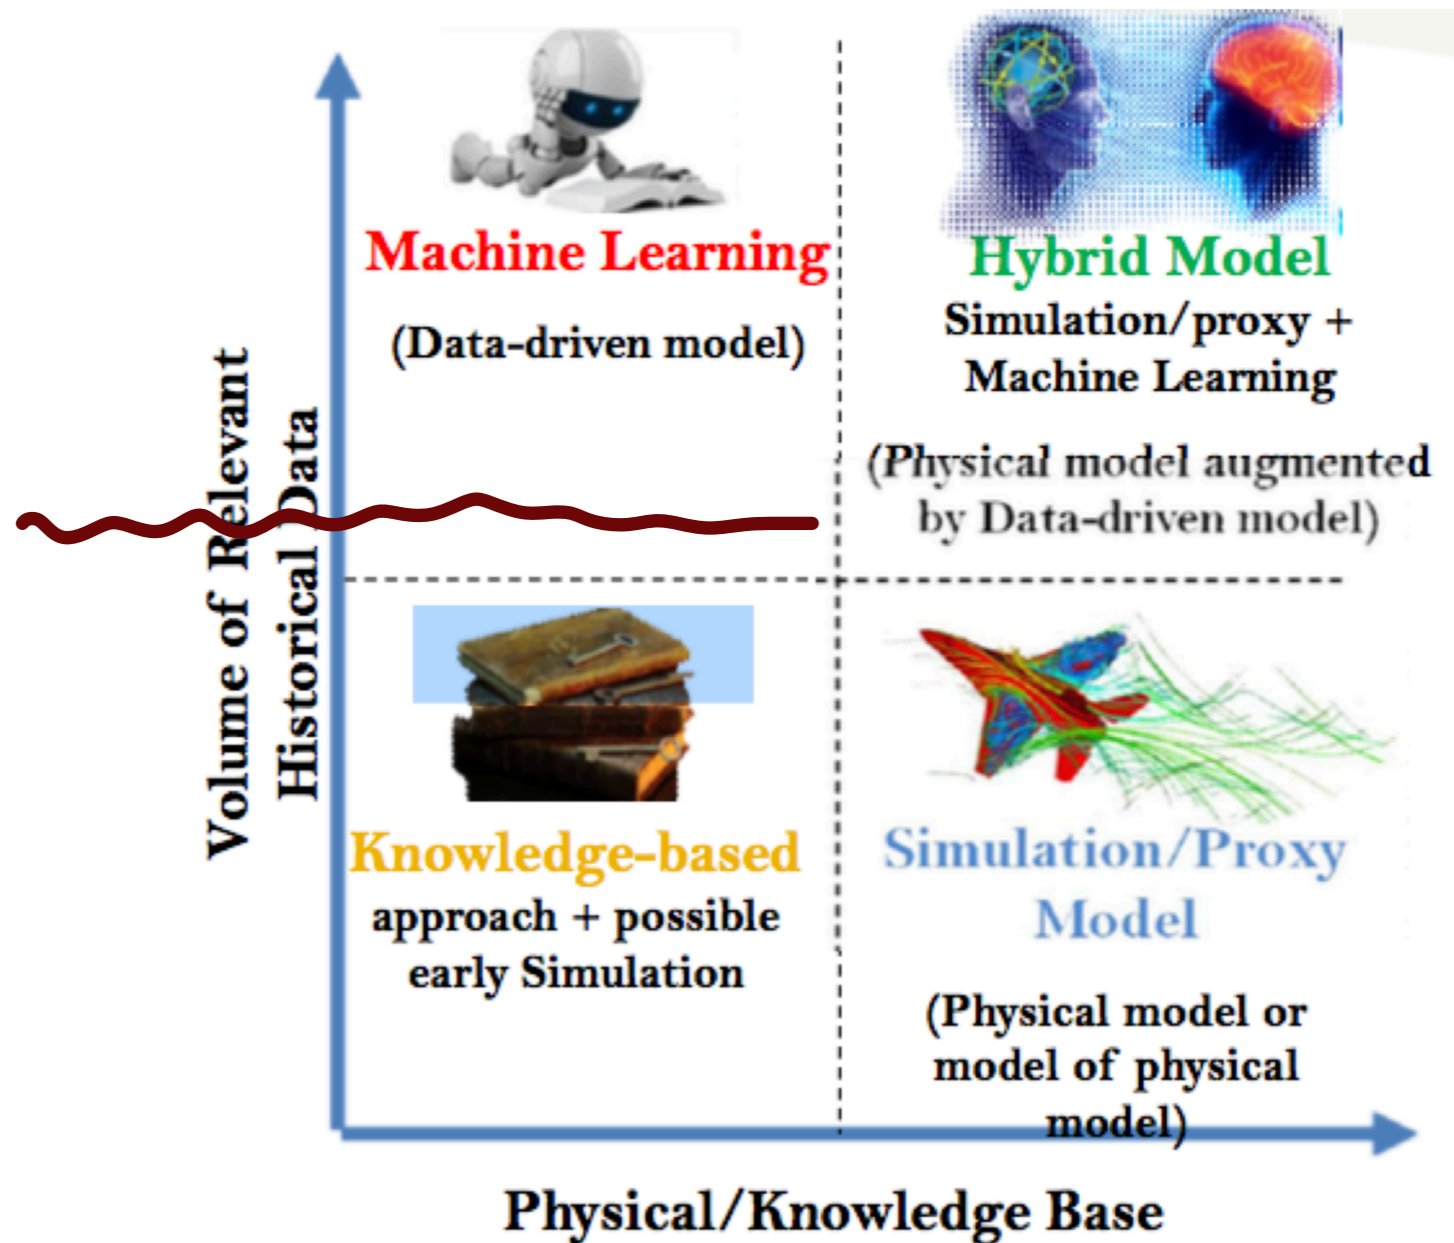 Machine Learning
(Data-driven model)
Hybrid Model
Simulation/proxy +
Machine Learning
(Physical model augmented
by Data-driven model)
Volume of Relevant
Historical Data
Knowledge-based
approach + possible
early Simulation
Simulation/Proxy
Model
(Physical model or
model of physical
model)
Physical/Knowledge Base